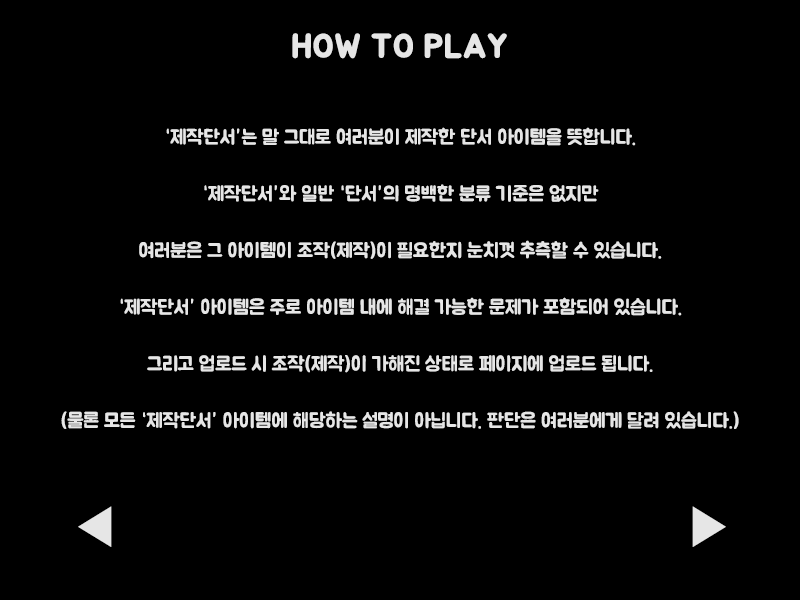 HOW TO PLAY
‘제작단서’는 말 그대로 여러분이 제작한 단서 아이템을 뜻합니다.
‘제작단서’와 일반 ‘단서’의 명백한 분류 기준은 없지만
여러분은 그 아이템이 조작(제작)이 필요한지 눈치껏 추측할 수 있습니다.
‘제작단서’ 아이템은 주로 아이템 내에 해결 가능한 문제가 포함되어 있습니다.
그리고 업로드 시 조작(제작)이 가해진 상태로 페이지에 업로드 됩니다.
(물론 모든 ‘제작단서’ 아이템에 해당하는 설명이 아닙니다. 판단은 여러분에게 달려 있습니다.)